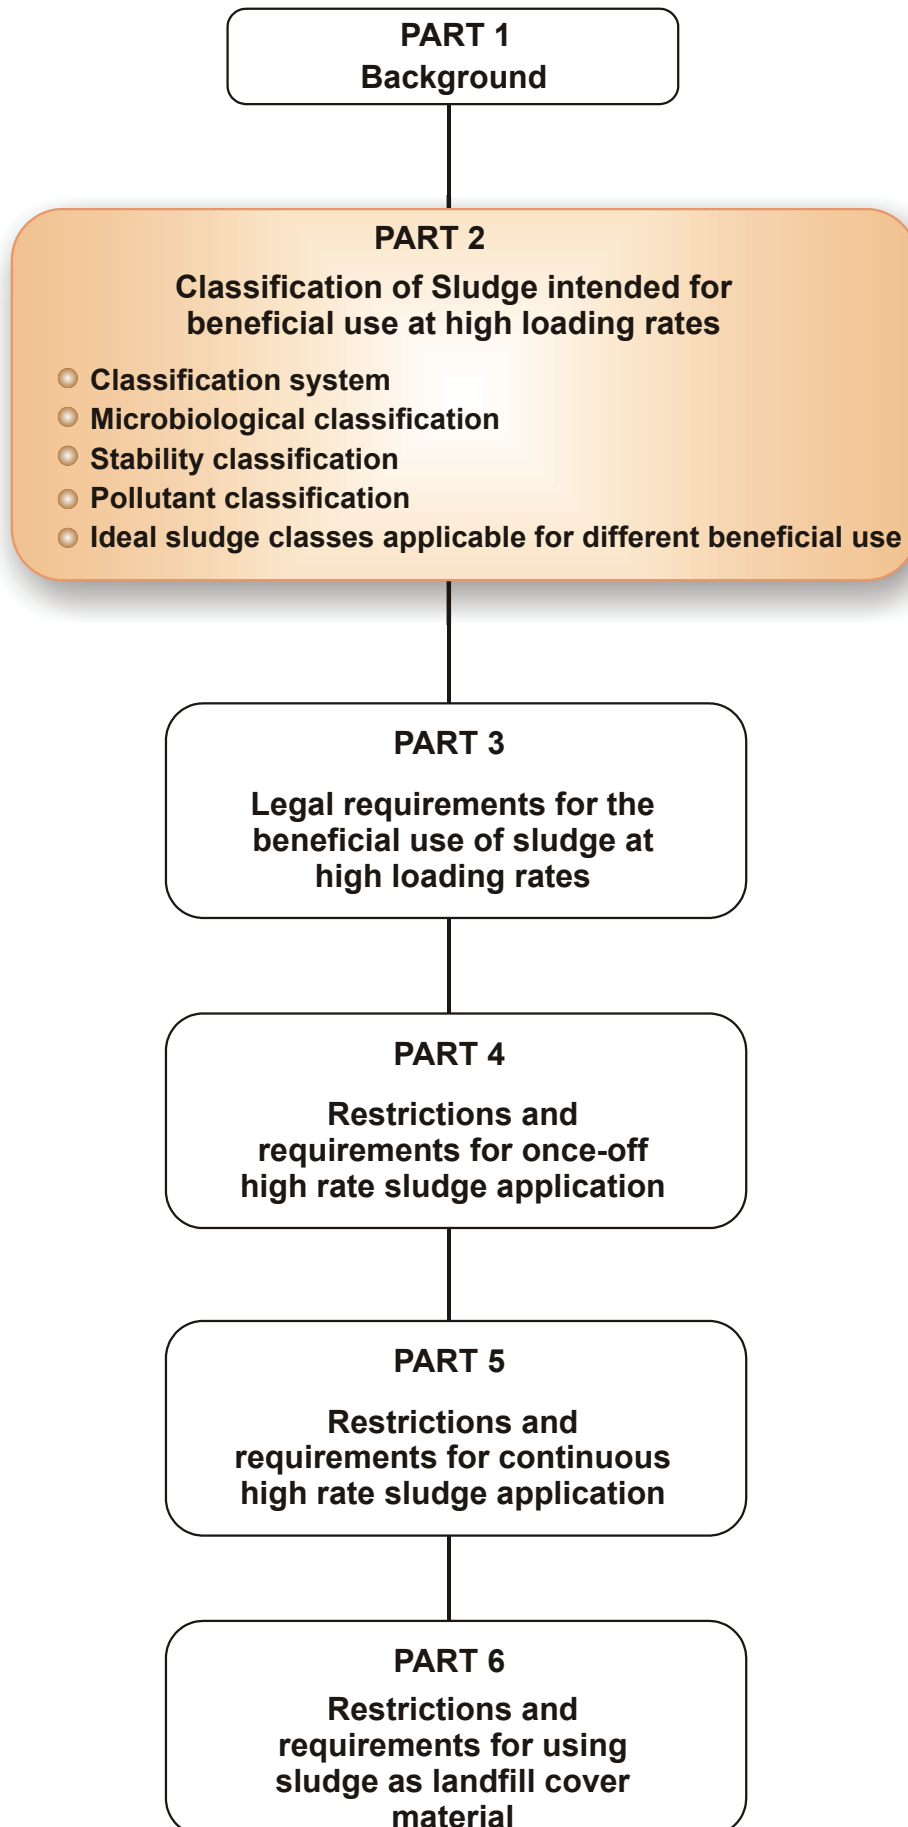 PART 1
Background
PART 2
Classification of Sludge intended for
beneficial use at high loading rates
Classification system
Microbiological classification
Stability classification
Pollutant classification
Ideal sludge classes applicable for different beneficial use
PART 3
Legal requirements for the
beneficial use of sludge at
high loading rates
PART 4
Restrictions and
requirements for once-off
high rate sludge application
PART 5
Restrictions and
requirements for continuous
high rate sludge application
PART 6
Restrictions and
requirements for using
sludge as landfill cover
material